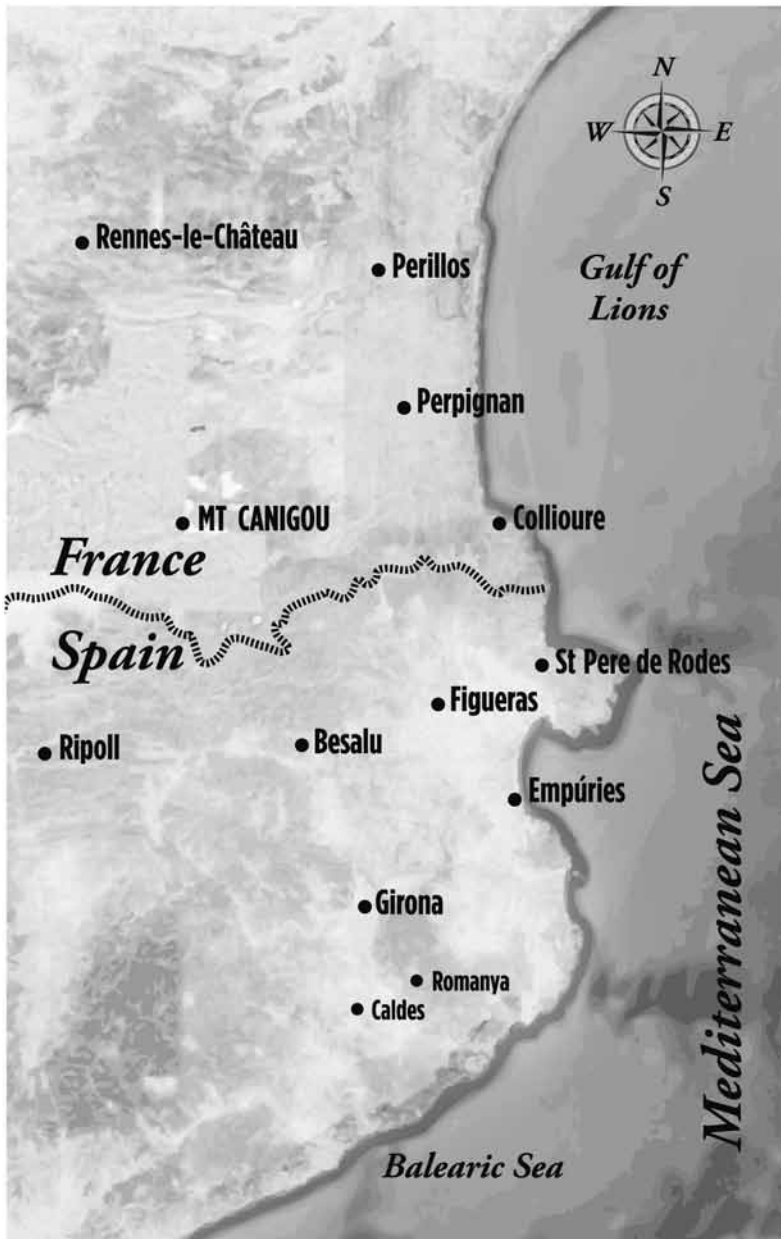 N
W E
S
Rennes-le-Château
Perillos
Gulf of
Lions
Perpignan
MT CANIGOU
Collioure
France
Spain
St Pere de Rodes
Figueras
Ripoll
Besalu
Empúries
Mediterranean Sea
Girona
Romanya
Caldes
Balearic Sea